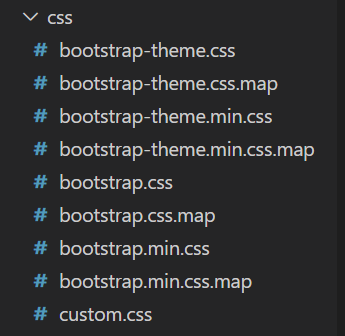 css
# bootstrap-theme.css
# bootstrap-theme.css.map
# bootstrap-theme.min.css
# bootstrap-theme.min.css.map
# bootstrap.css
# bootstrap.css.map
# bootstrap.min.css
# bootstrap.min.css.map
# custom.css